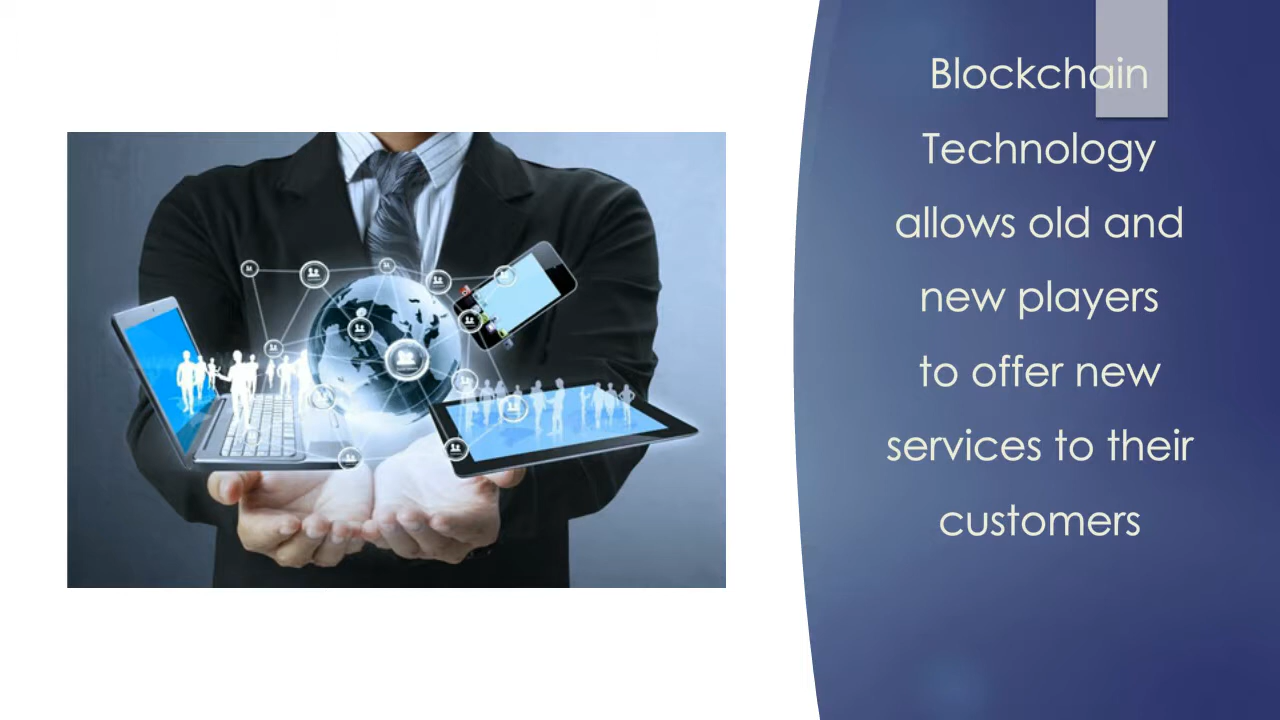 Blockchain
Technology
allows old and
new players
to offer new
services to their
customers